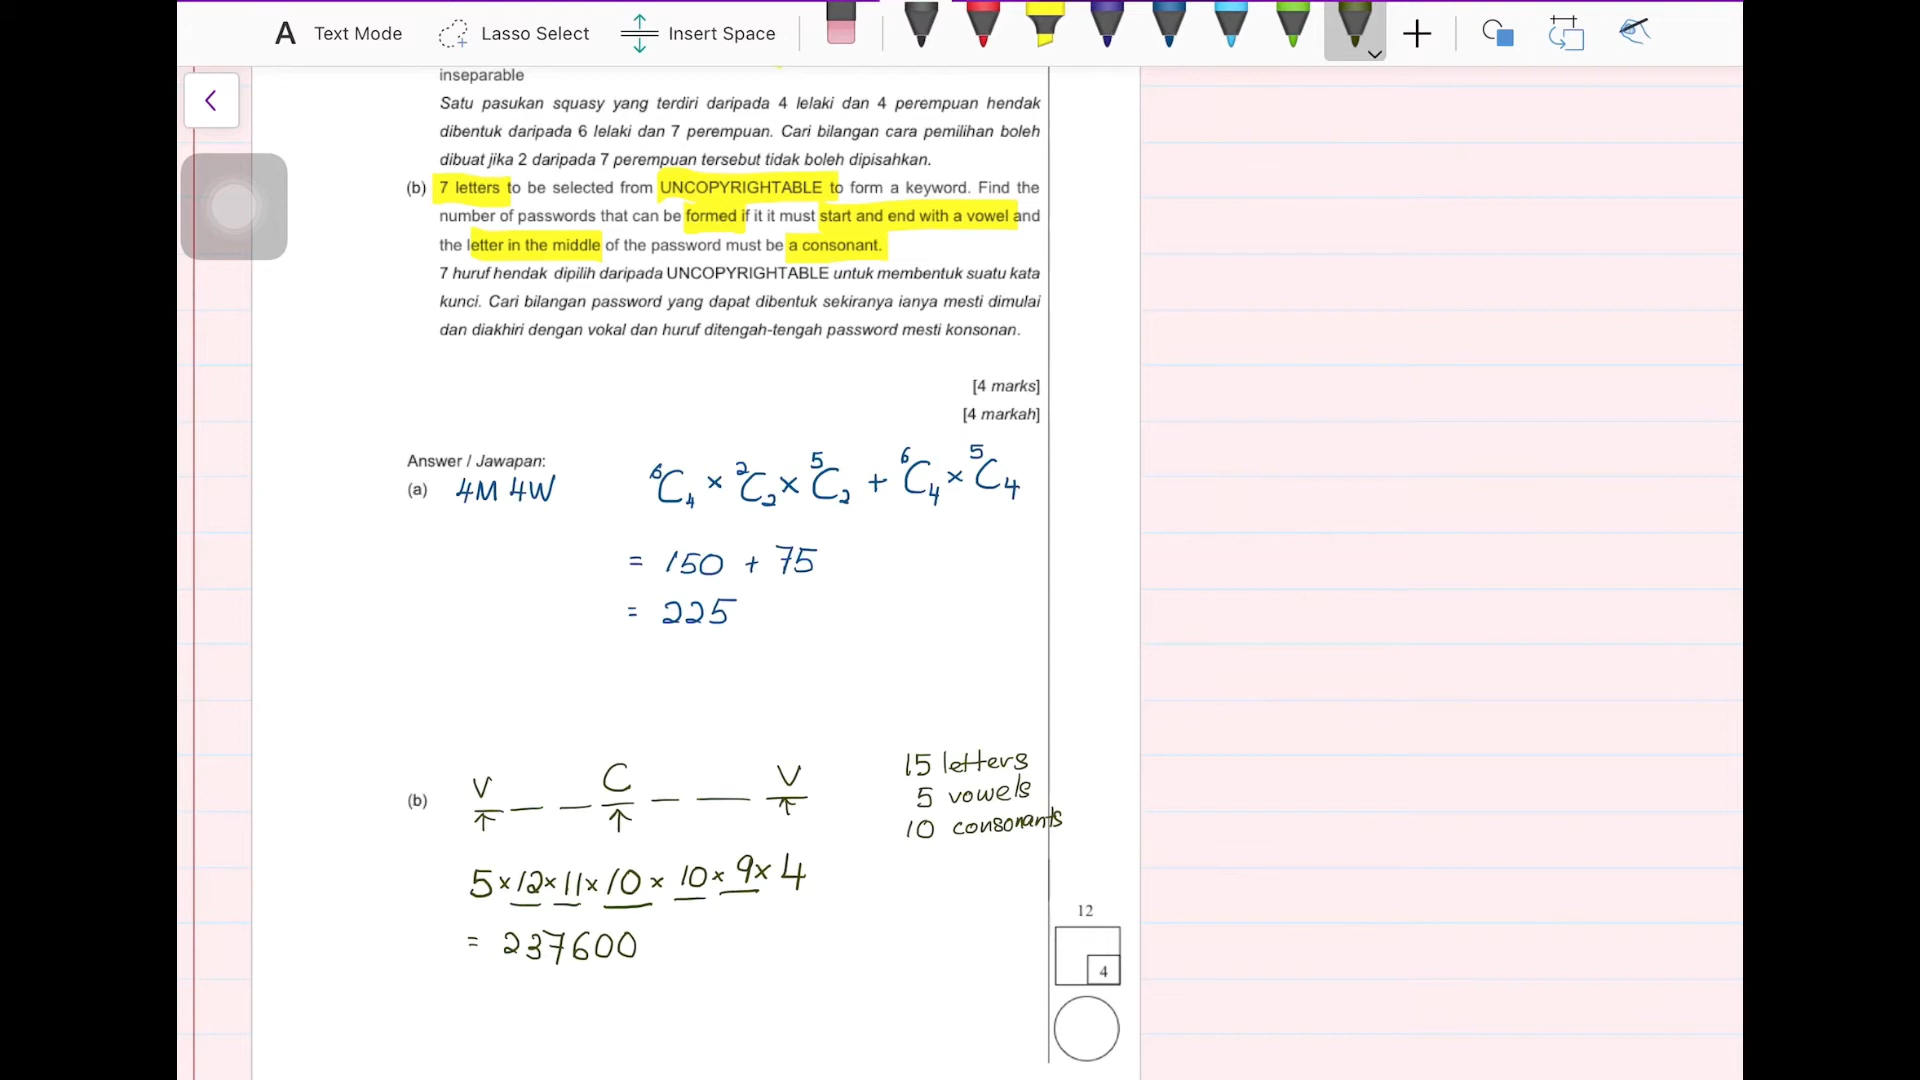 A Text Mode Lasso Select Insert Space
inseparable
Satu pasukan squasy yang terdiri daripada 4 lelaki dan 4 perempuan hendak
dibentuk daripada 6 lelaki dan 7 perempuan. Cari bilangan cara pemilihan boleh
dibuat jika 2 daripada 7 perempuan tersebut tidak boleh dipisahkan.
(b) 7 letters to be selected from UNCOPYRIGHTABLE to form a keyword. Find the
number of passwords that can be formed if it it must start and end with a vowel and
the letter in the middle of the password must be a consonant.
7 huruf hendak dipilih daripada UNCOPYRIGHTABLE untuk membentuk suatu kata
kunci. Cari bilangan password yang dapat dibentuk sekiranya ianya mesti dimulai
dan diakhiri dengan vokal dan huruf ditengah-tengah password mesti konsonan.
[4 marks]
[4 markah]
Answer / Jawapan:
(a) 4M 4W ⁶C₄ × ²C₂ × ⁵C₂ + ⁶C₄ × ⁵C₄
= 150 + 75
= 225
(b) V _ _ C _ _ V
15 letters
5 vowels
10 consonants
5 × 12 × 11 × 10 × 10 × 9 × 4
= 237600
12
4